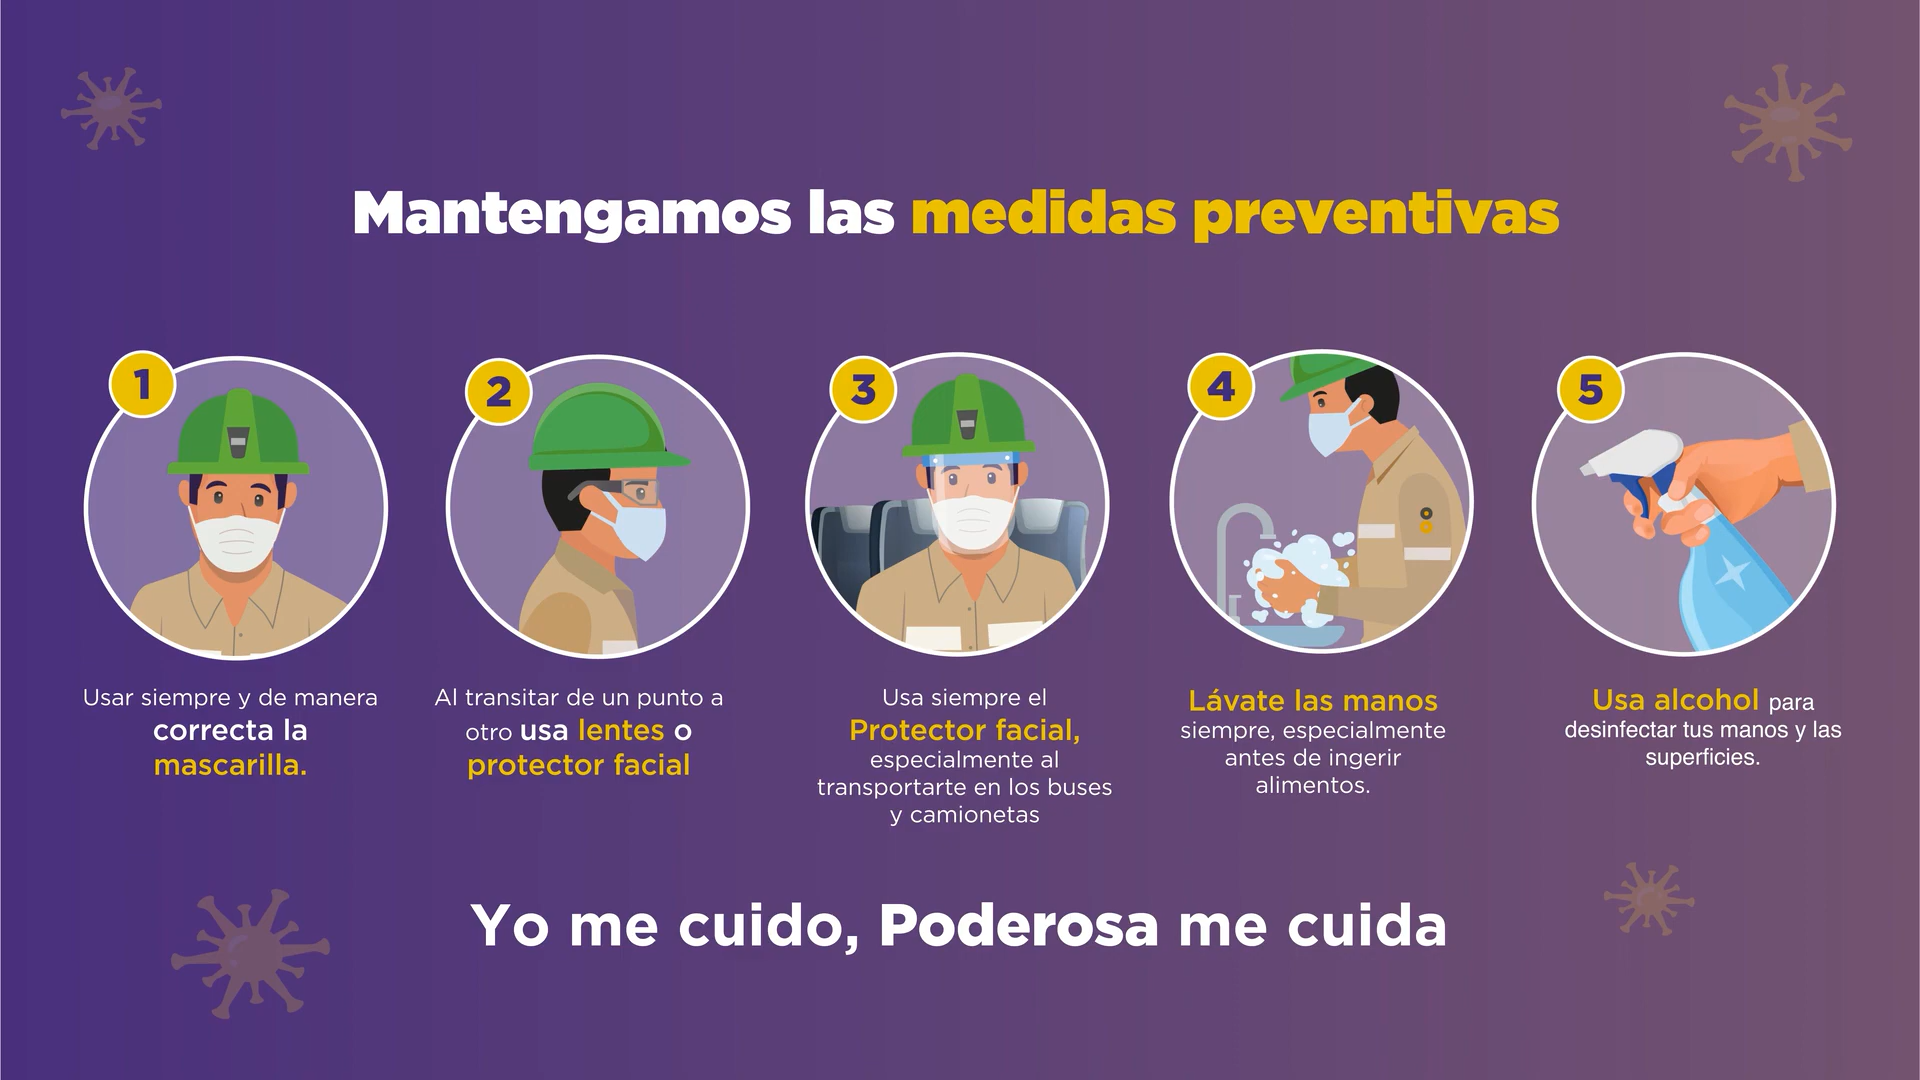 Mantengamos las medidas preventivas
1
Usar siempre y de manera
correcta la
mascarilla.
2
Al transitar de un punto a
otro usa lentes o
protector facial
3
Usa siempre el
Protector facial,
especialmente al
transportarte en los buses
y camionetas
4
Lávate las manos
siempre, especialmente
antes de ingerir
alimentos.
5
Usa alcohol para
desinfectar tus manos y las
superficies.
Yo me cuido, Poderosa me cuida